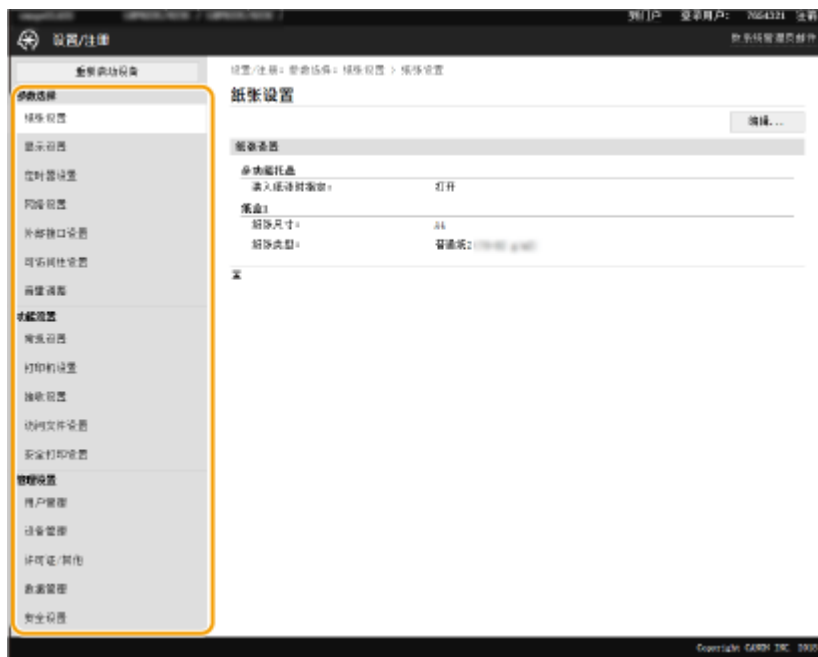 到门户 登录用户： 7654321 注销
设置/注册
致系统管理员邮件
重新启动设备
设置/注册: 参数选择: 纸张设置 > 纸张设置
参数选择
纸张设置
纸张设置
编辑...
显示设置
纸张设置
定时器设置
多功能托盘
装入纸张时指定:
打开
网络设置
纸盒1
外部接口设置
纸张尺寸:
A4
纸张类型:
普通纸2
可访问性设置
音量调整
功能设置
常规设置
打印机设置
接收设置
访问文件设置
安全打印设置
管理设置
用户管理
设备管理
许可证/其他
数据管理
安全设置
Copyright CANON INC. 2018